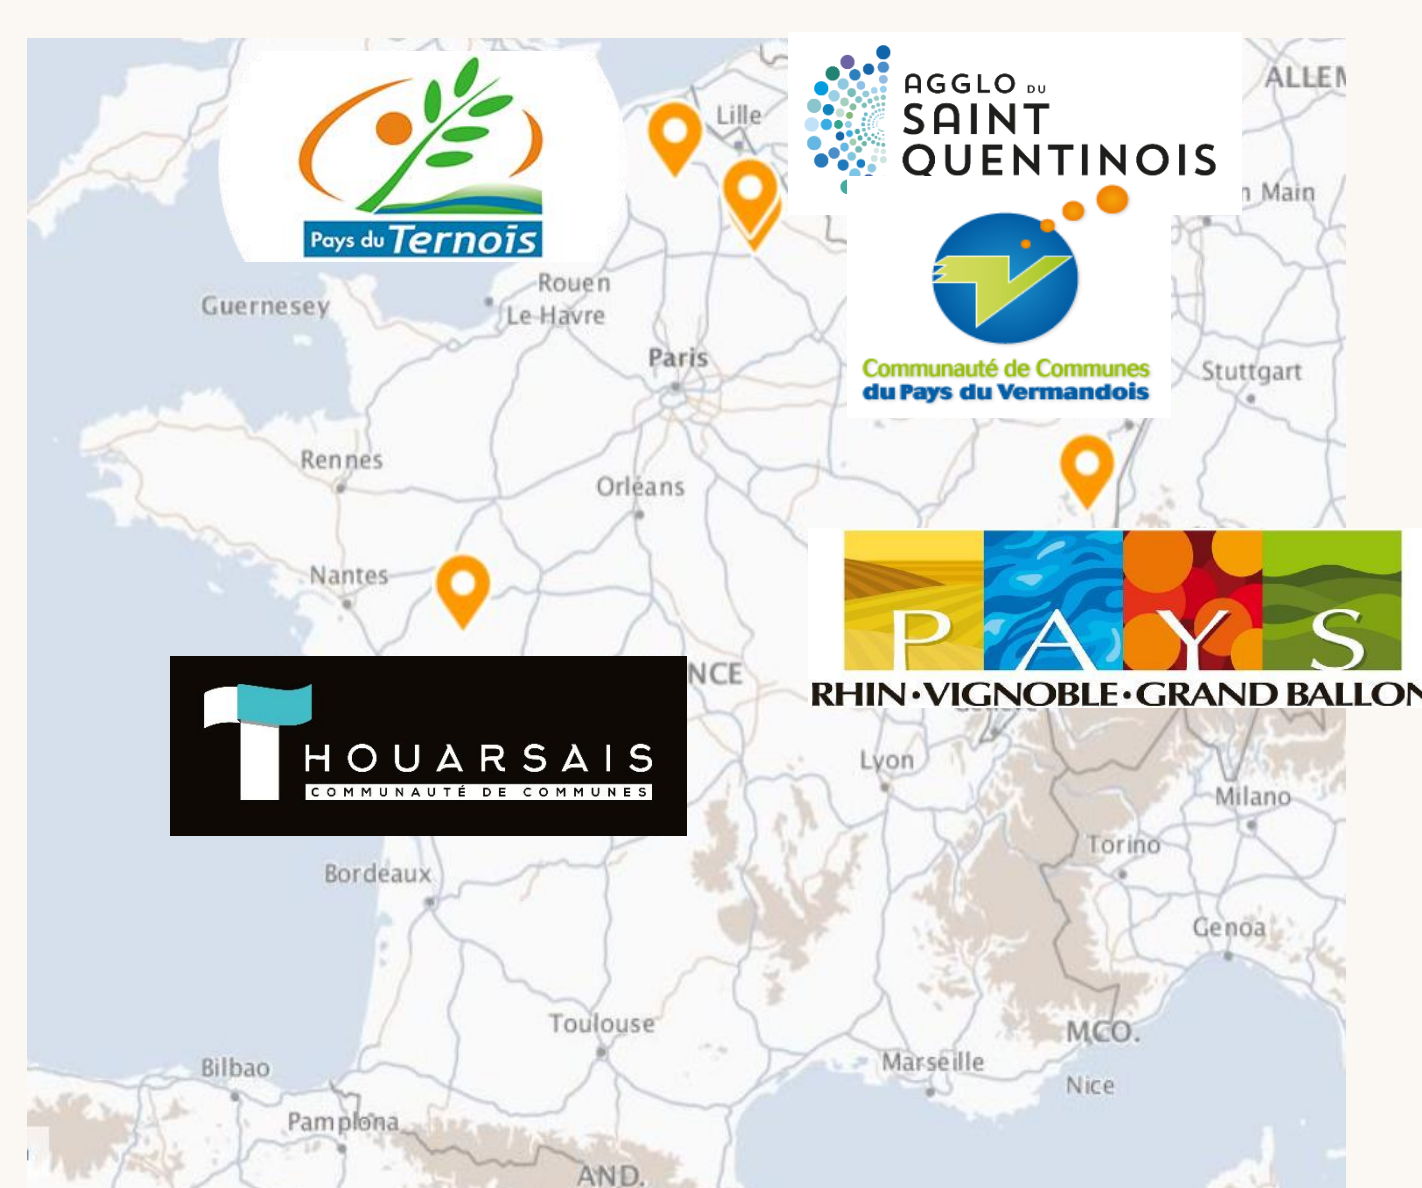 Pays du Ternois
AGGLO DU
SAINT
QUENTINOIS
Lille
ALLEM
n Main
Communauté de Communes
du Pays du Vermandois
Guernesey
Rouen
Le Havre
Paris
Stuttgart
Rennes
Orléans
Nantes
PAYS
RHIN·VIGNOBLE·GRAND BALLON
NCE
THOUARSAIS
COMMUNAUTÉ DE COMMUNES
Lyon
Milano
Torino
Bordeaux
Genoa
Toulouse
MCO.
Marseille
Nice
Bilbao
Pamplona
AND.